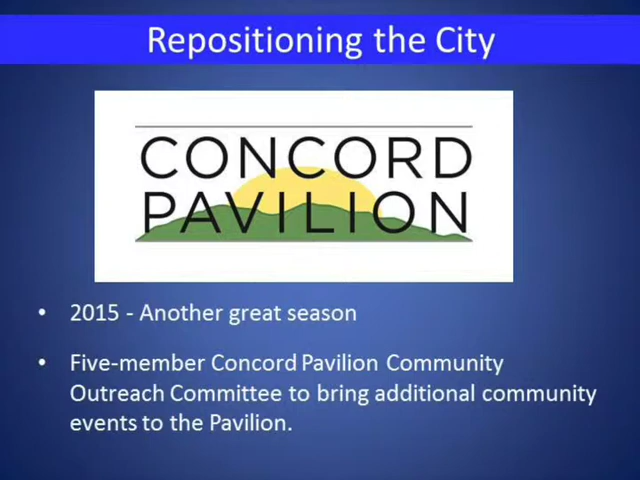 Repositioning the City
CONCORD
PAVILION
• 2015 - Another great season
• Five-member Concord Pavilion Community
Outreach Committee to bring additional community
events to the Pavilion.